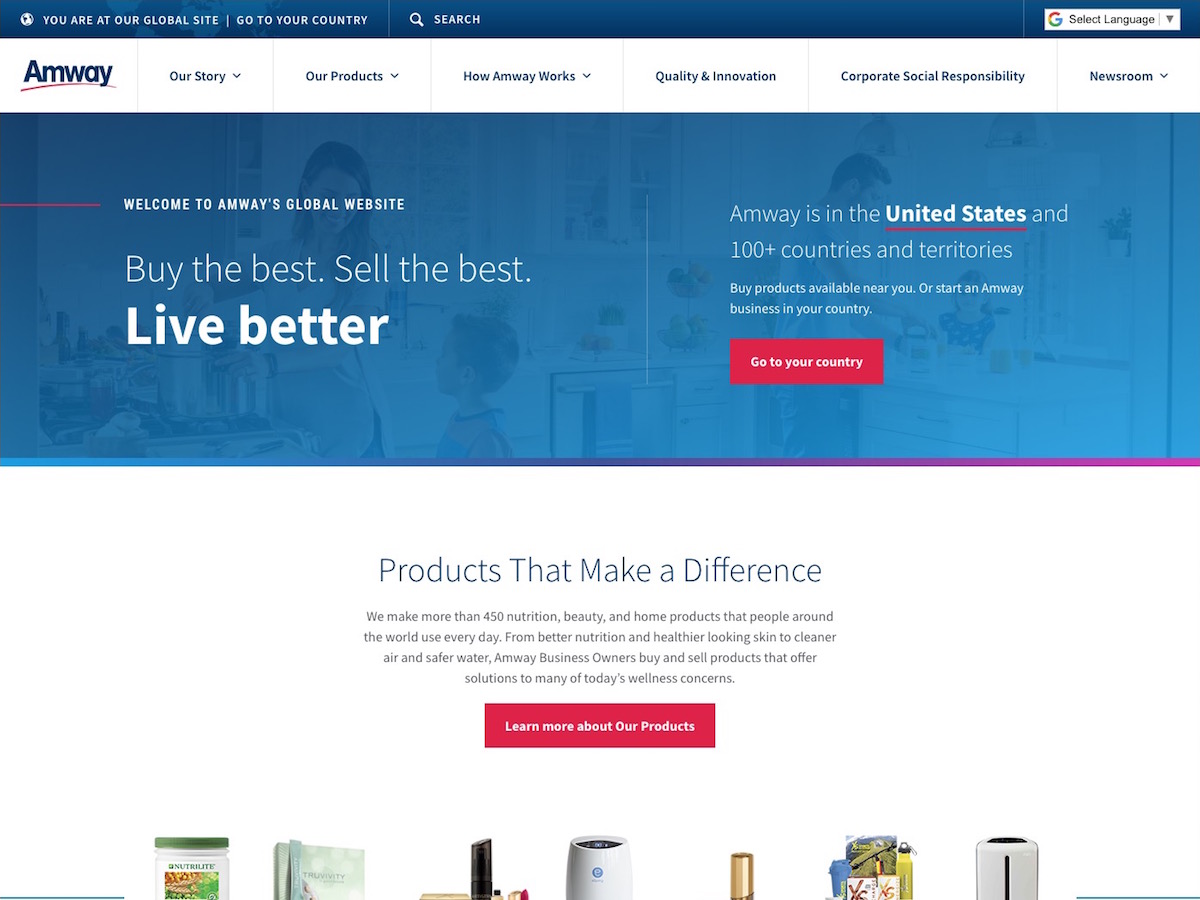 YOU ARE AT OUR GLOBAL SITE | GO TO YOUR COUNTRY
SEARCH
Select Language ▼
Amway
Our Story
Our Products
How Amway Works
Quality & Innovation
Corporate Social Responsibility
Newsroom
WELCOME TO AMWAY'S GLOBAL WEBSITE
Buy the best. Sell the best.
Live better
Amway is in the United States and
100+ countries and territories
Buy products available near you. Or start an Amway
business in your country.
Go to your country
Products That Make a Difference
We make more than 450 nutrition, beauty, and home products that people around
the world use every day. From better nutrition and healthier looking skin to cleaner
air and safer water, Amway Business Owners buy and sell products that offer
solutions to many of today’s wellness concerns.
Learn more about Our Products
NUTRILITE
TRUVIVITY
e
XS
XS